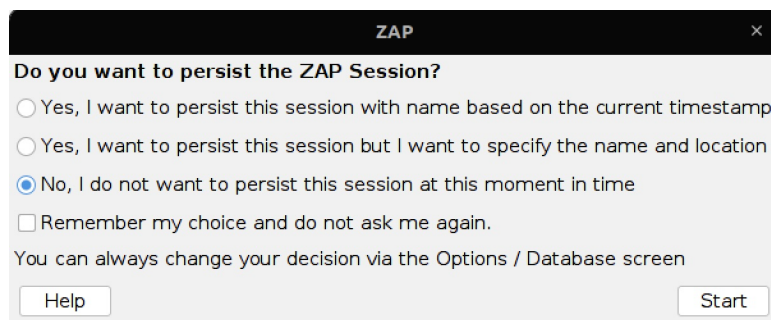 ZAP
Do you want to persist the ZAP Session?
Yes, I want to persist this session with name based on the current timestamp
Yes, I want to persist this session but I want to specify the name and location
No, I do not want to persist this session at this moment in time
Remember my choice and do not ask me again.
You can always change your decision via the Options / Database screen
Help Start